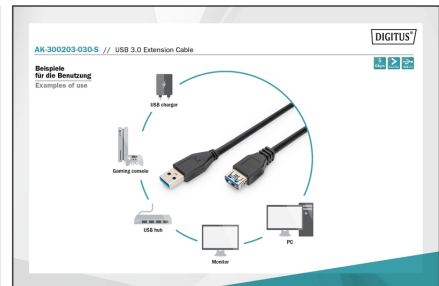 DIGITUS®
AK-300203-030-S // USB 3.0 Extension Cable
Beispiele
für die Benutzung
Examples of use
USB charger
Gaming console
USB hub
Monitor
PC